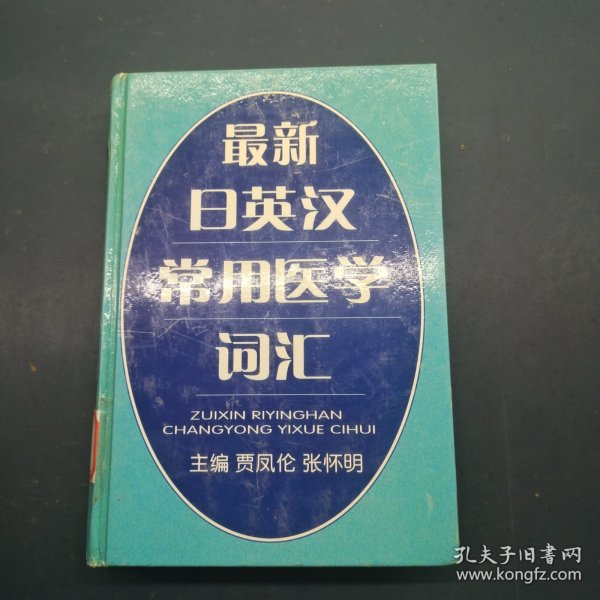 最新
日英汉
常用医学
词汇
ZUIXIN RIYINGHAN
CHANGYONG YIXUE CIHUI
主编 贾凤伦 张怀明
孔夫子旧书网
www.kongfz.com